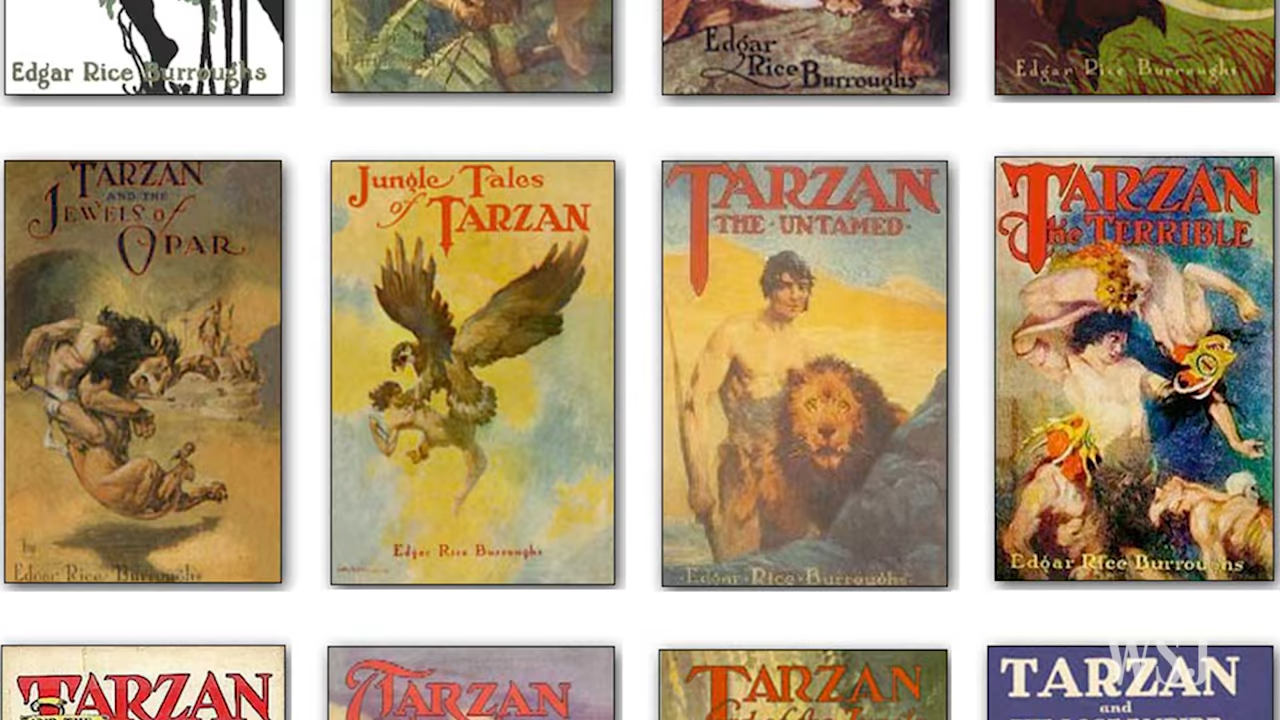 Edgar Rice Burroughs
Edgar
Rice Burroughs
Edgar Rice Burroughs
TARZAN
AND THE
JEWELS of
OPAR
by
Edgar Rice Burroughs
Jungle Tales
of TARZAN
Edgar Rice Burroughs
TARZAN
THE · UNTAMED ·
· Edgar · Rice · Burroughs ·
TARZAN
the TERRIBLE
Edgar Rice Burroughs
TARZAN
AND THE
TARZAN
TARZAN
TARZAN
and
WSJ